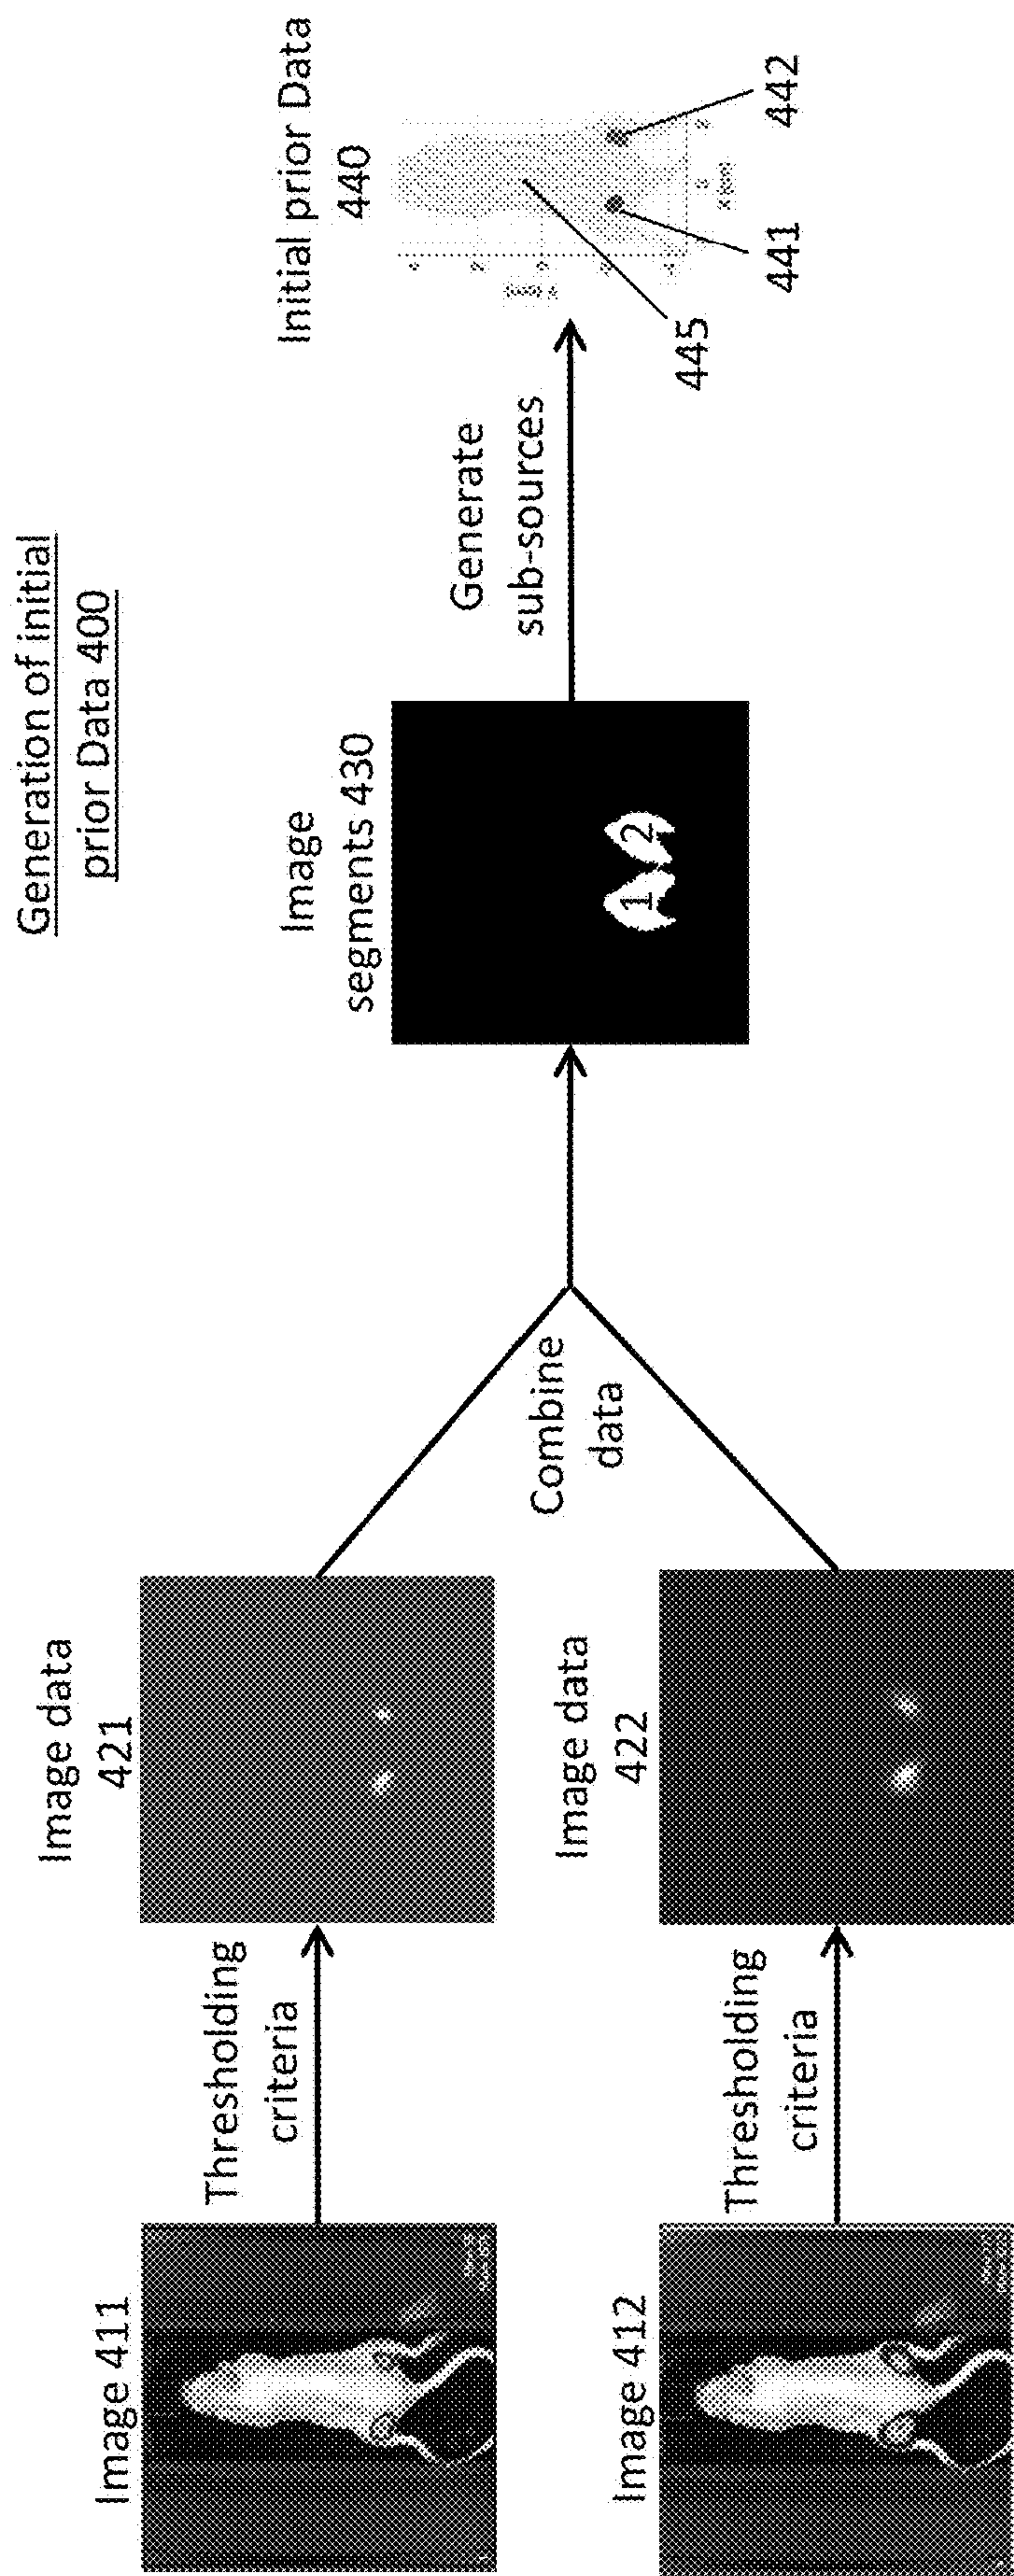 Generation of initial
prior Data 400
Image 411
Thresholding
criteria
Image data
421
Image 412
Thresholding
criteria
Image data
422
Combine
data
Image
segments 430
1
2
Generate
sub-sources
Initial prior Data
440
445
441
442